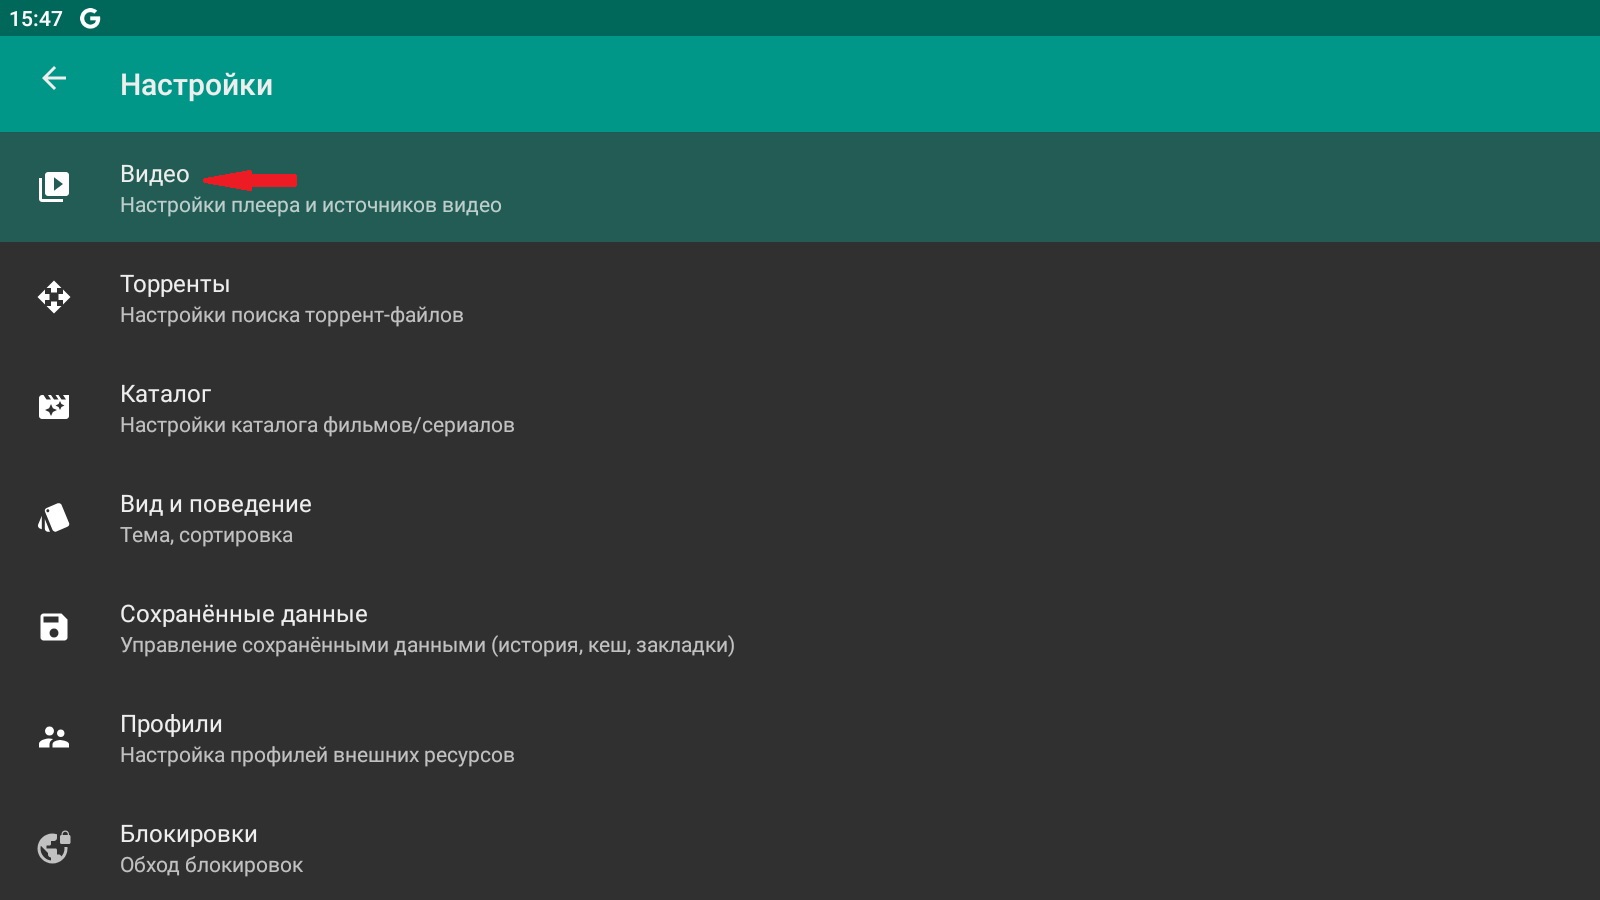 15:47 G
Настройки
Видео
Настройки плеера и источников видео
Торренты
Настройки поиска торрент-файлов
Каталог
Настройки каталога фильмов/сериалов
Вид и поведение
Тема, сортировка
Сохранённые данные
Управление сохранёнными данными (история, кеш, закладки)
Профили
Настройка профилей внешних ресурсов
Блокировки
Обход блокировок